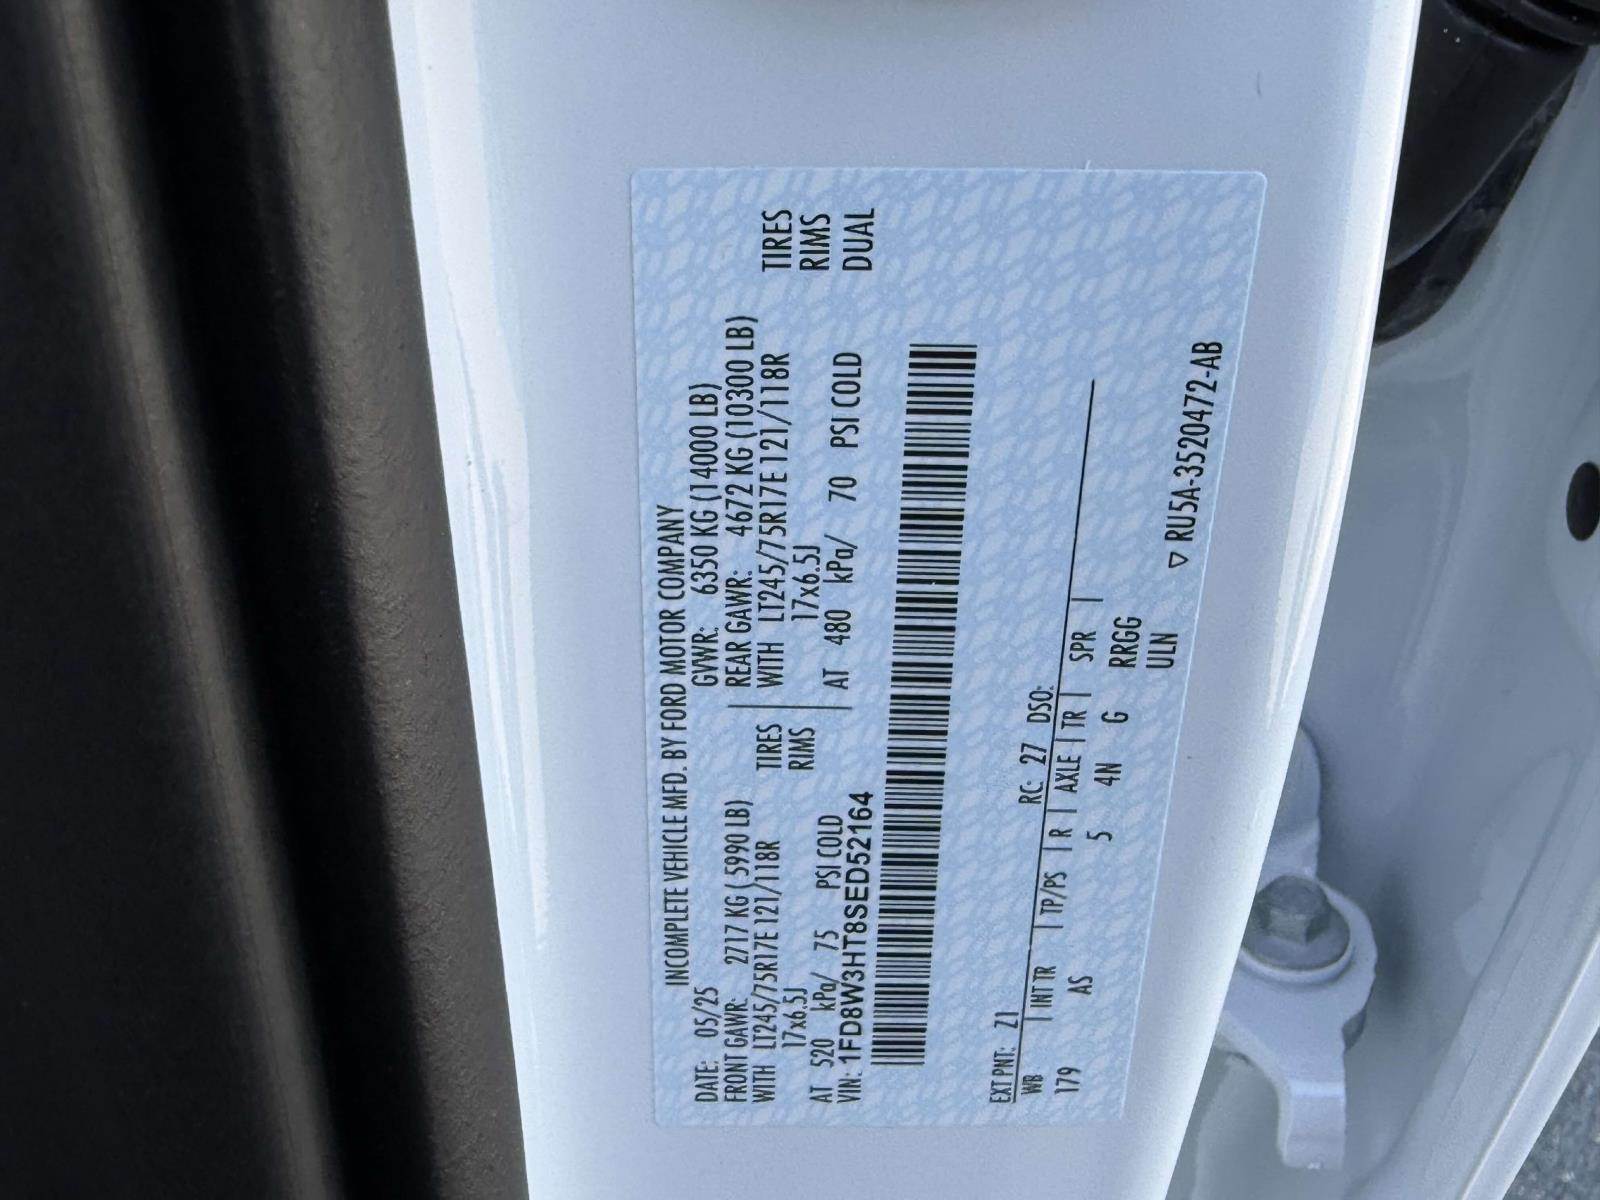 INCOMPLETE VEHICLE MFD. BY FORD MOTOR COMPANY
DATE: 05/25 GVWR: 6350 KG (14000 LB)
FRONT GAWR: 2717 KG (5990 LB) REAR GAWR: 4672 KG (10300 LB)
WITH LT245/75R17E 121/118R TIRES WITH LT245/75R17E 121/118R TIRES
17x6.5J RIMS 17x6.5J RIMS
AT 520 kPa/ 75 PSI COLD AT 480 kPa/ 70 PSI COLD DUAL
VIN: 1FD8W3HT8SED52164
EXT PNT: Z1 RC: 27 DSO:
WB | INT TR | TP/PS | R | AXLE | TR | SPR |
179 AS 5 4N G RRGG
ULN
▽ RU5A-3520472-AB